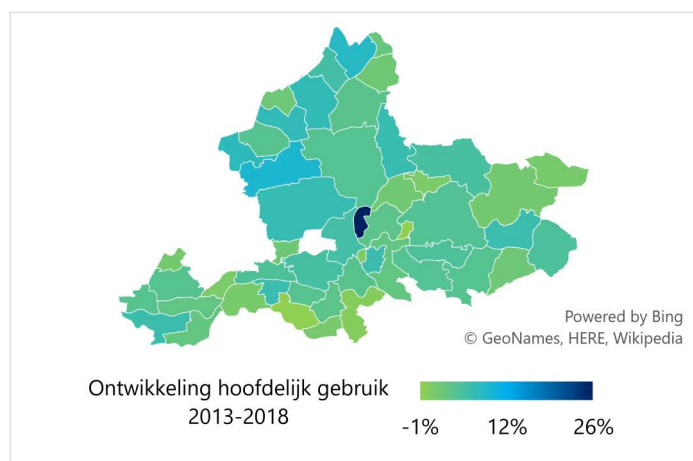 Powered by Bing
© GeoNames, HERE, Wikipedia
Ontwikkeling hoofdelijk gebruik
2013-2018
-1% 12% 26%